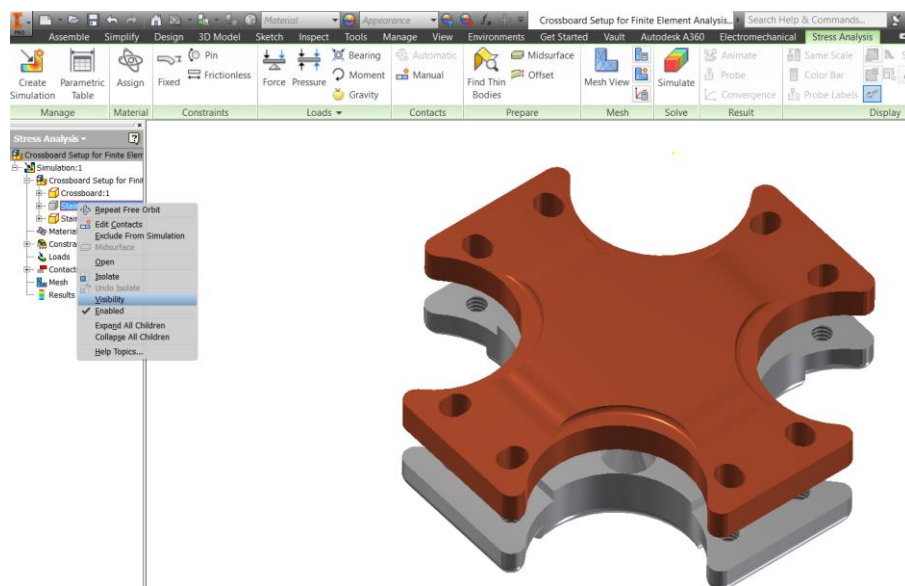 PRO
Material
Appearance
Crossboard Setup for Finite Element Analysis...
Search Help & Commands...
Assemble Simplify Design 3D Model Sketch Inspect Tools Manage View Environments Get Started Vault Autodesk A360 Electromechanical Stress Analysis
Create Simulation
Parametric Table
Assign
Fixed
Pin
Frictionless
Force
Pressure
Bearing
Moment
Gravity
Automatic
Manual
Find Thin Bodies
Midsurface
Offset
Mesh View
Simulate
Animate
Probe
Convergence
Same Scale
Color Bar
Probe Labels
Manage Material Constraints Loads Contacts Prepare Mesh Solve Result Display
Stress Analysis
Crossboard Setup for Finite Elem
Simulation:1
Crossboard Setup for Finit
Crossboard:1
Stain
Material
Constra
Loads
Contact
Mesh
Results
Repeat Free Orbit
Edit Contacts
Exclude From Simulation
Midsurface
Open
Isolate
Undo Isolate
Visibility
Enabled
Expand All Children
Collapse All Children
Help Topics...